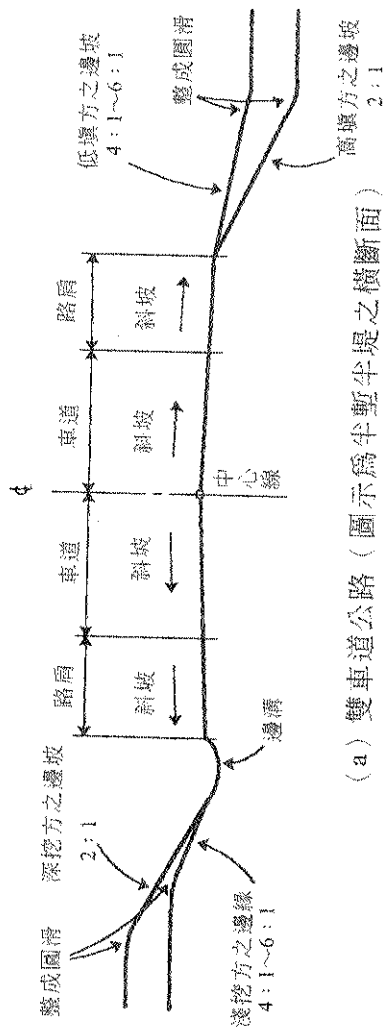 ℄
路肩
車道
車道
路肩
斜坡
斜坡
斜坡
斜坡
整成圓滑
深挖方之邊坡
2:1
淺挖方之邊緣
4:1~6:1
邊溝
中心線
低填方之邊坡
4:1~6:1
整成圓滑
高填方之邊坡
2:1
(a) 雙車道公路(圖示為半塹半堤之橫斷面)